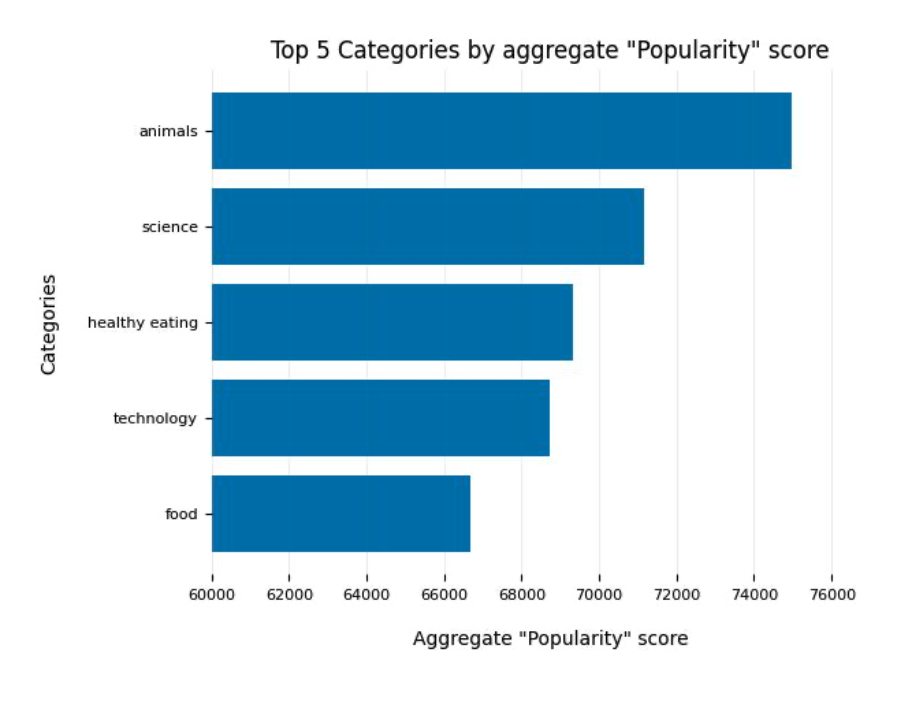 Top 5 Categories by aggregate "Popularity" score
animals
science
healthy eating
technology
food
Categories
60000 62000 64000 66000 68000 70000 72000 74000 76000
Aggregate "Popularity" score